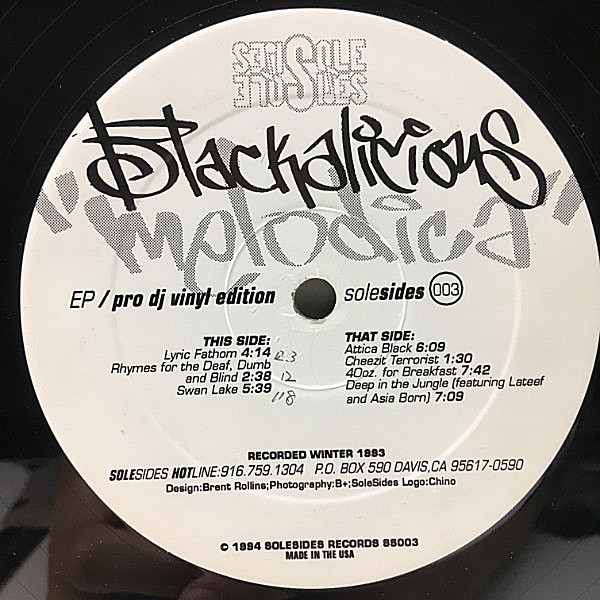 SOLE
SIDES
Blackalicious
"melodica"
EP / pro dj vinyl edition
solesides 003
THIS SIDE:
Lyric Fathom 4:14
Rhymes for the Deaf, Dumb
and Blind 2:38
Swan Lake 5:39
12
118
THAT SIDE:
Attica Black 6:09
Cheezit Terrorist 1:30
40oz. for Breakfast 7:42
Deep in the Jungle (featuring Lateef
and Asia Born) 7:09
RECORDED WINTER 1993
SOLESIDES HOTLINE:916.759.1304 P.O. BOX 590 DAVIS,CA 95617-0590
Design:Brent Rollins;Photography:B+;SoleSides Logo:Chino
© 1994 SOLESIDES RECORDS SS003
MADE IN THE USA